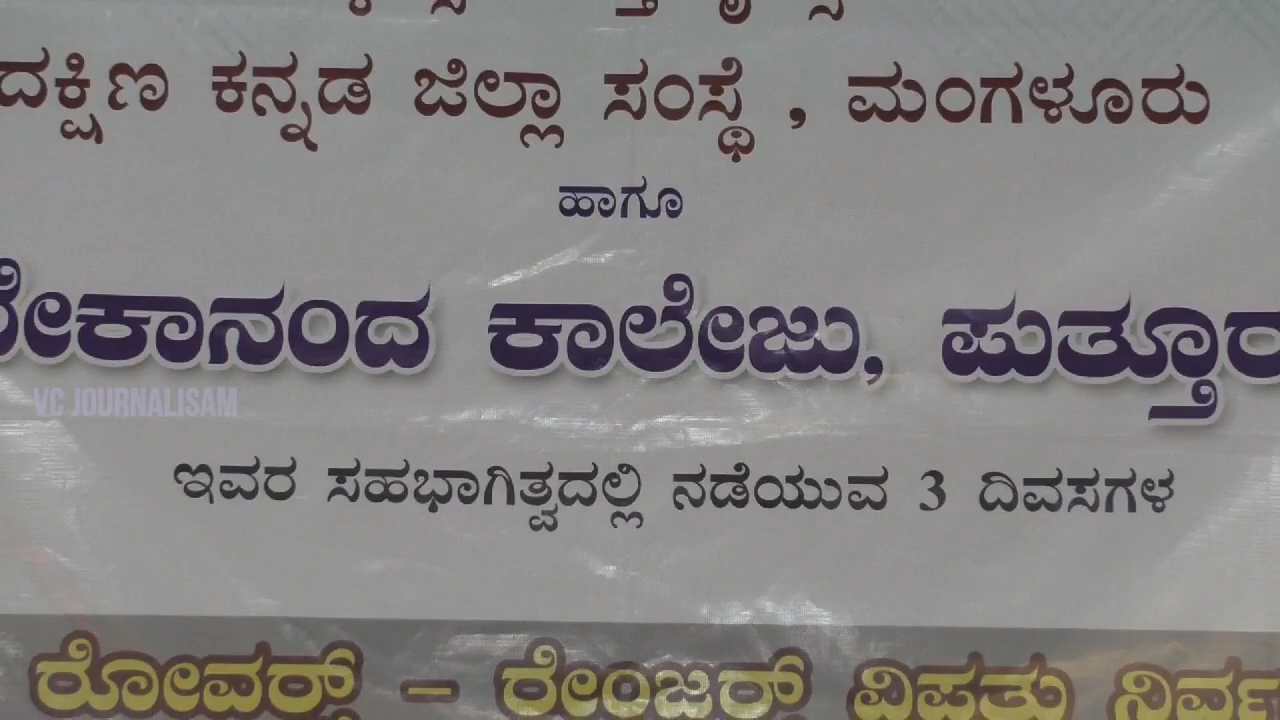 ದಕ್ಷಿಣ ಕನ್ನಡ ಜಿಲ್ಲಾ ಸಂಸ್ಥೆ , ಮಂಗಳೂರು
ಹಾಗೂ
ವೇಕಾನಂದ ಕಾಲೇಜು, ಪುತ್ತೂರ
VC JOURNALISAM
ಇವರ ಸಹಭಾಗಿತ್ವದಲ್ಲಿ ನಡೆಯುವ 3 ದಿವಸಗಳ
ರೋವರ್ಸ್ – ರೇಂಜರ್ಸ್ ವಿಪತ್ತು